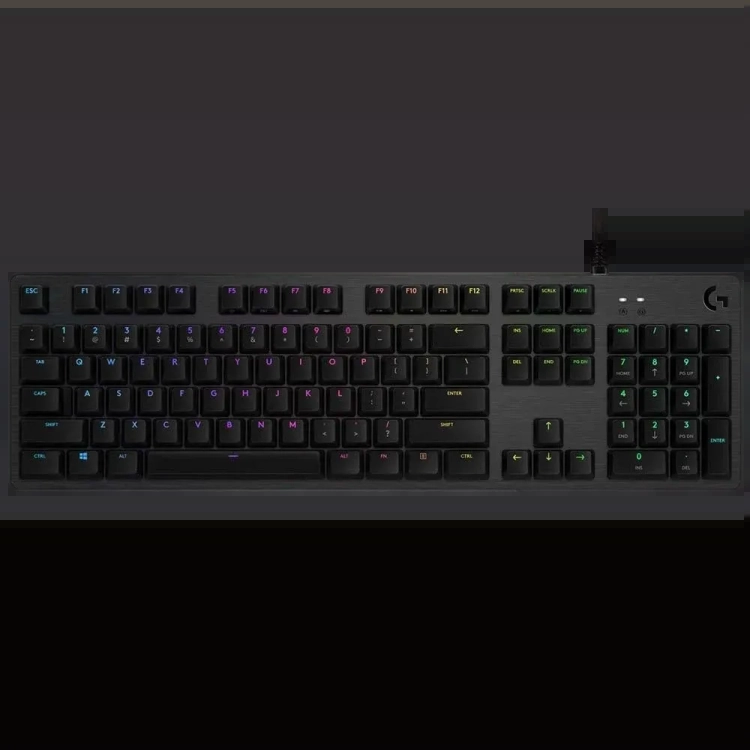 ESC F1 F2 F3 F4 F5 F6 F7 F8 F9 F10 F11 F12 PRTSC SCRLK PAUSE G
~ 1 2 3 4 5 6 7 8 9 0 - = ← INS HOME PG UP NUM / * -
! @ # $ % ^ & * ( ) +
TAB Q W E R T Y U I O P [ ] \ DEL END PG DN 7 8 9 +
{ } | HOME ↑ PG UP
CAPS A S D F G H J K L ; ' ENTER 4 5 6
: " ← →
SHIFT Z X C V B N M , . / SHIFT ↑ 1 2 3 ENTER
< > ? END ↓ PG DN
CTRL ALT ALT FN CTRL ← ↓ → 0 .
INS DEL